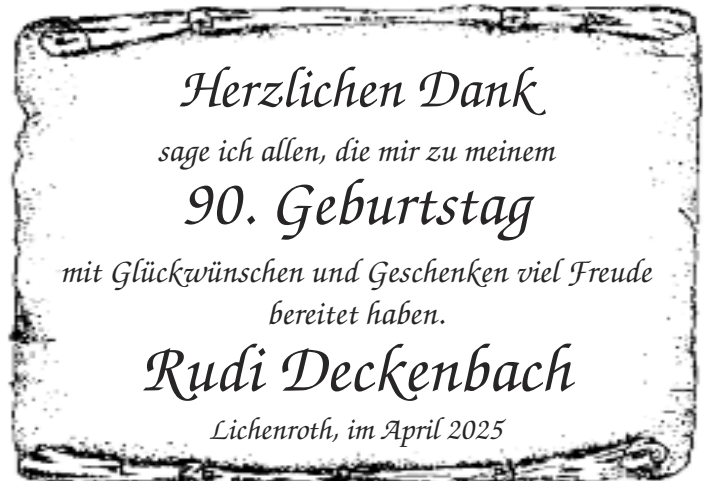 Herzlichen Dank
sage ich allen, die mir zu meinem
90. Geburtstag
mit Glückwünschen und Geschenken viel Freude
bereitet haben.
Rudi Deckenbach
Lichenroth, im April 2025